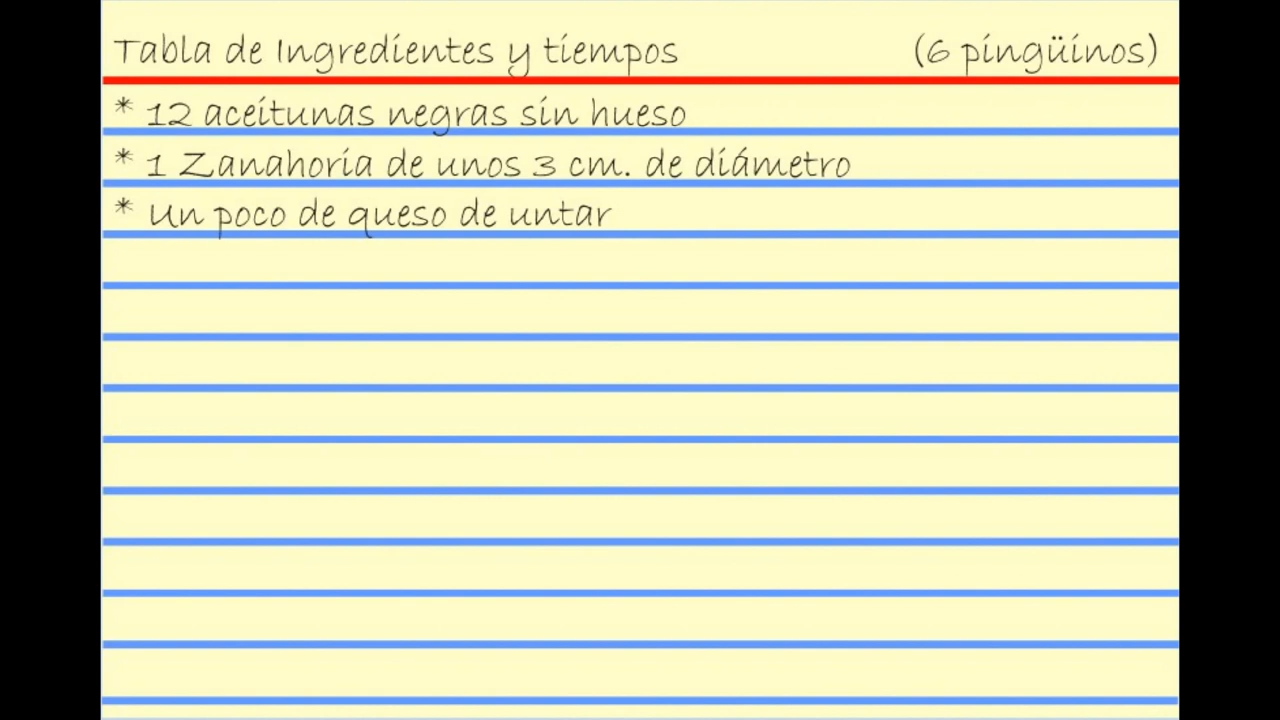 Tabla de Ingredientes y tiempos (6 pingüinos)
* 12 aceitunas negras sin hueso
* 1 Zanahoria de unos 3 cm. de diámetro
* Un poco de queso de untar